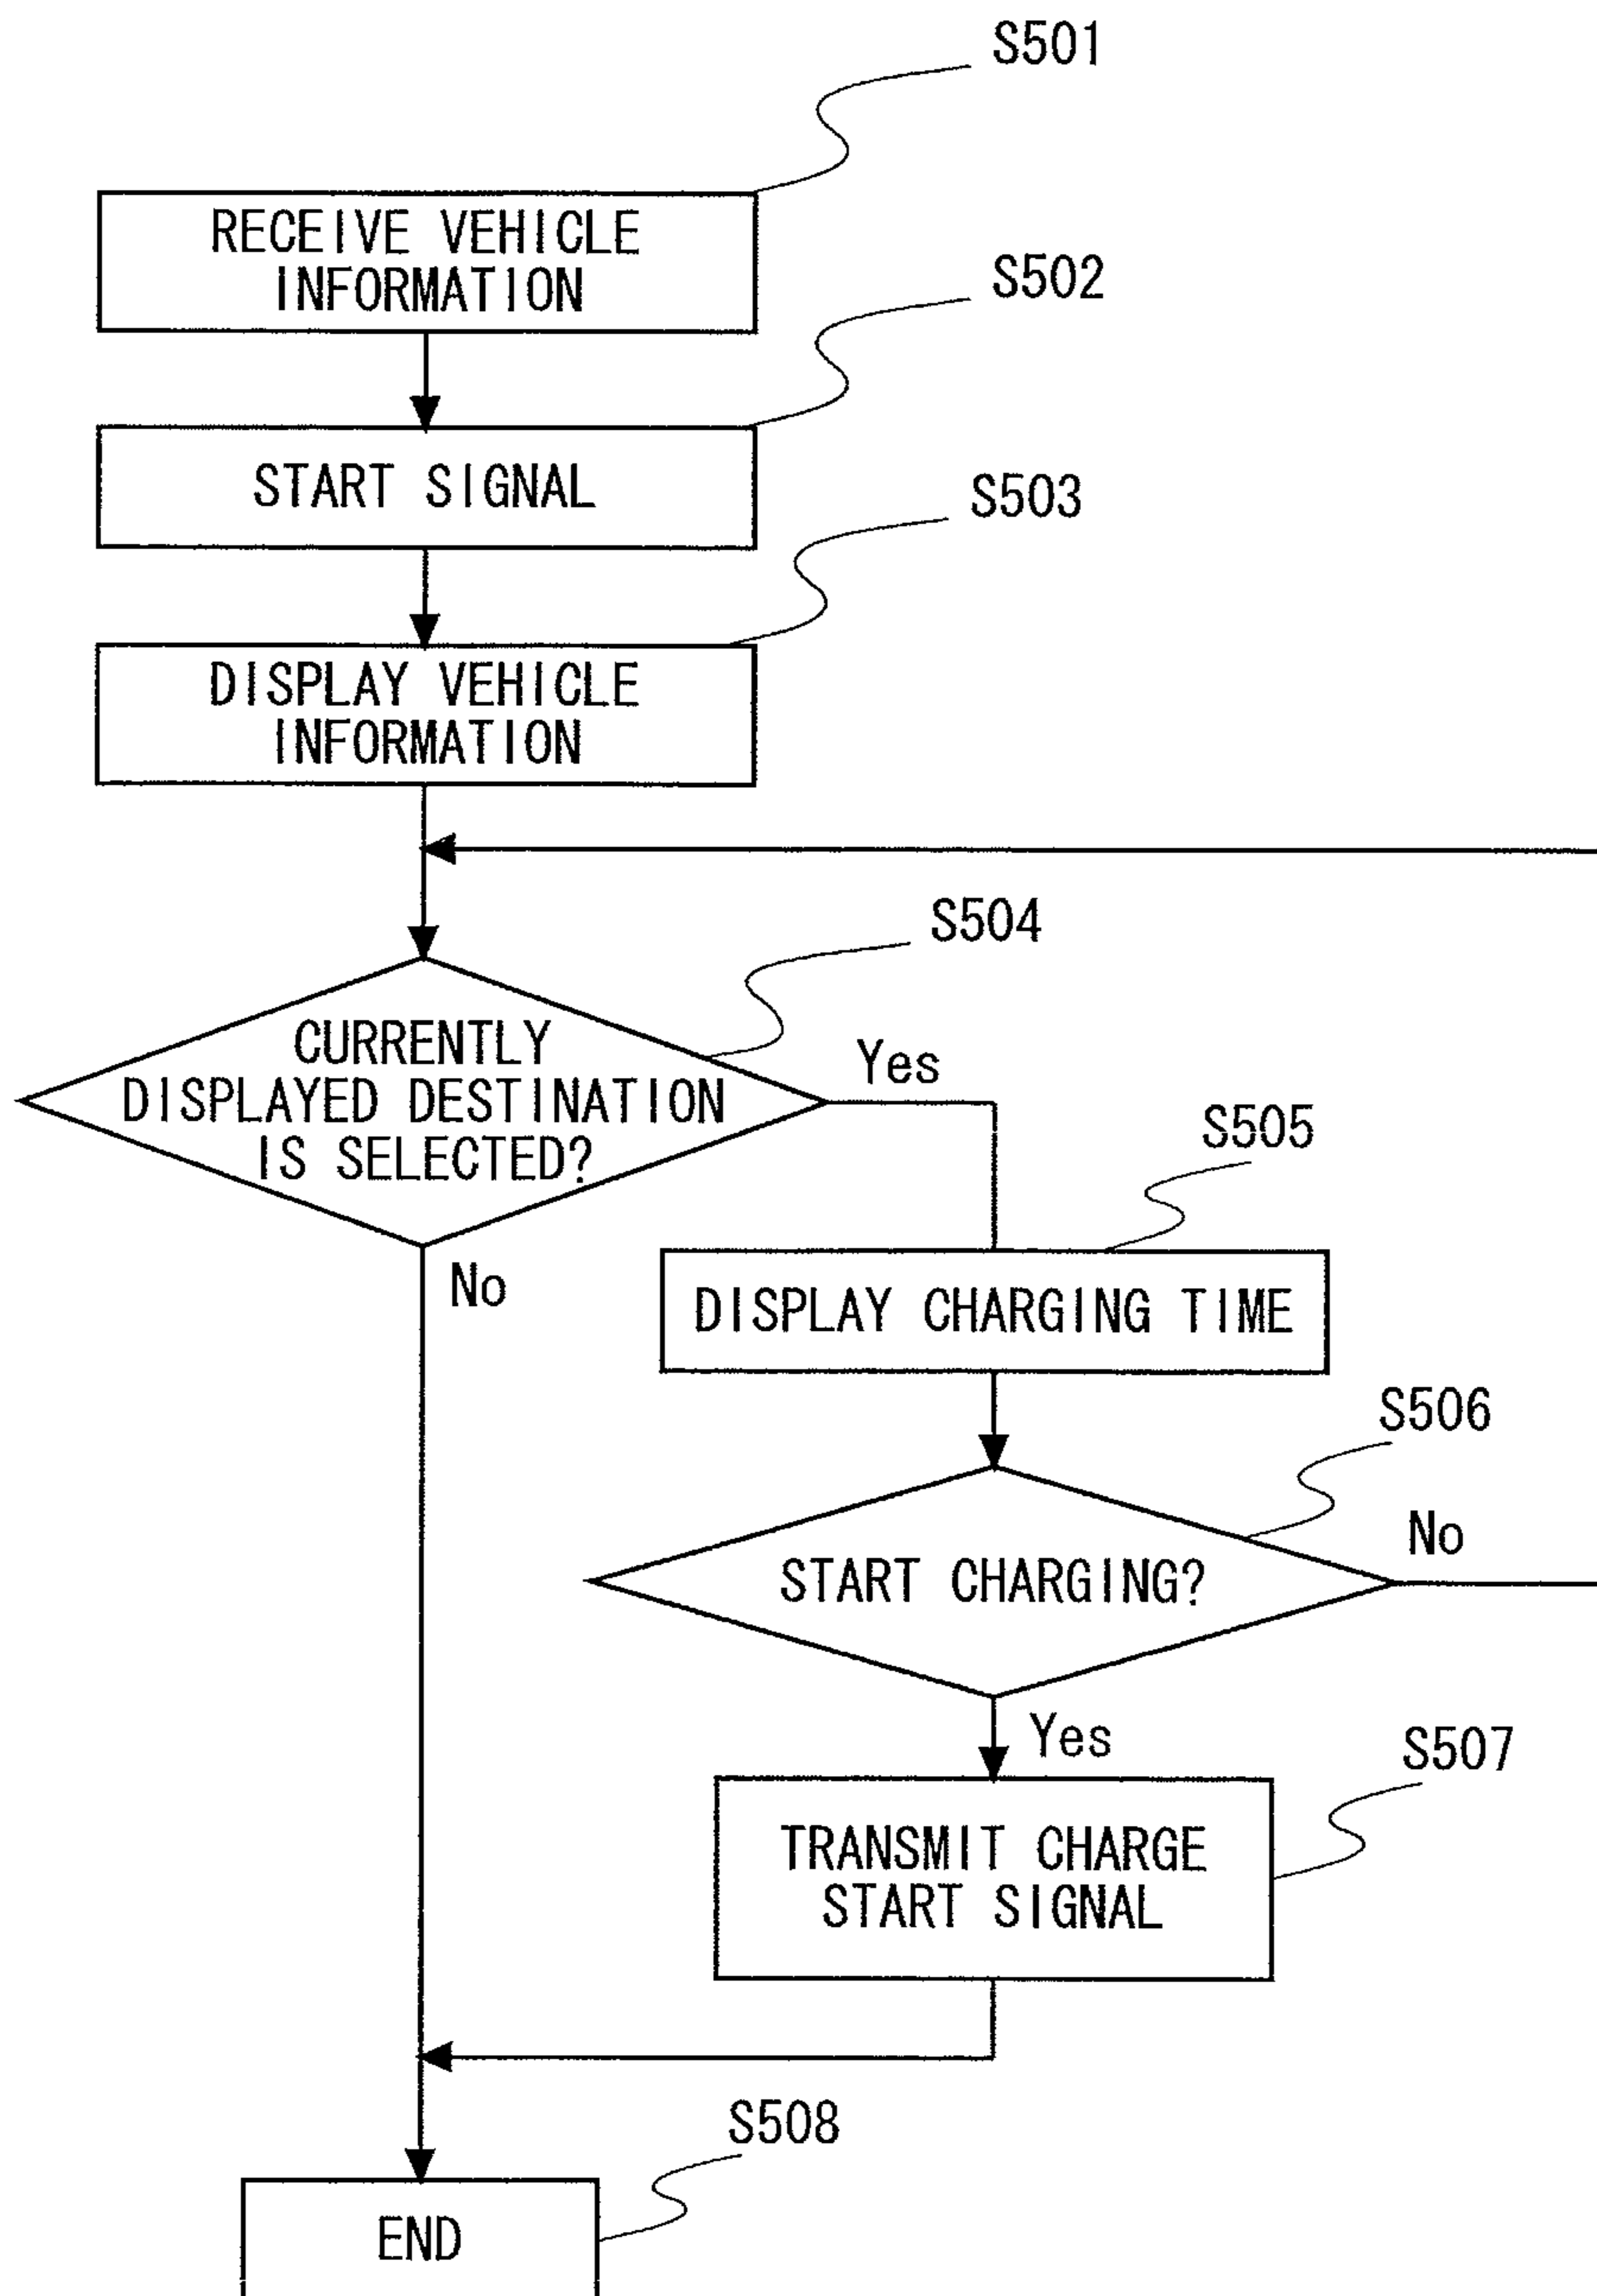 S501
RECEIVE VEHICLE
INFORMATION
S502
START SIGNAL
S503
DISPLAY VEHICLE
INFORMATION
S504
CURRENTLY
DISPLAYED DESTINATION
IS SELECTED?
Yes
No
S505
DISPLAY CHARGING TIME
S506
START CHARGING?
No
Yes
S507
TRANSMIT CHARGE
START SIGNAL
S508
END